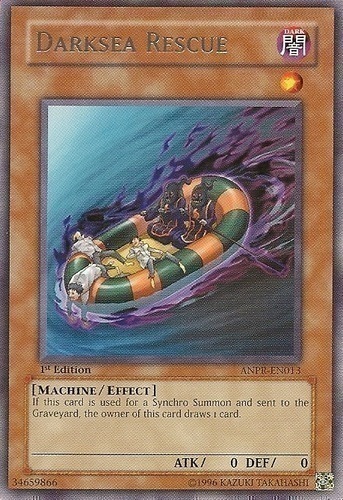 DARKSEA RESCUE
DARK
闇
1st Edition
ANPR-EN013
[MACHINE / EFFECT]
If this card is used for a Synchro Summon and sent to the
Graveyard, the owner of this card draws 1 card.
ATK / 0 DEF / 0
34659866
©1996 KAZUKI TAKAHASHI